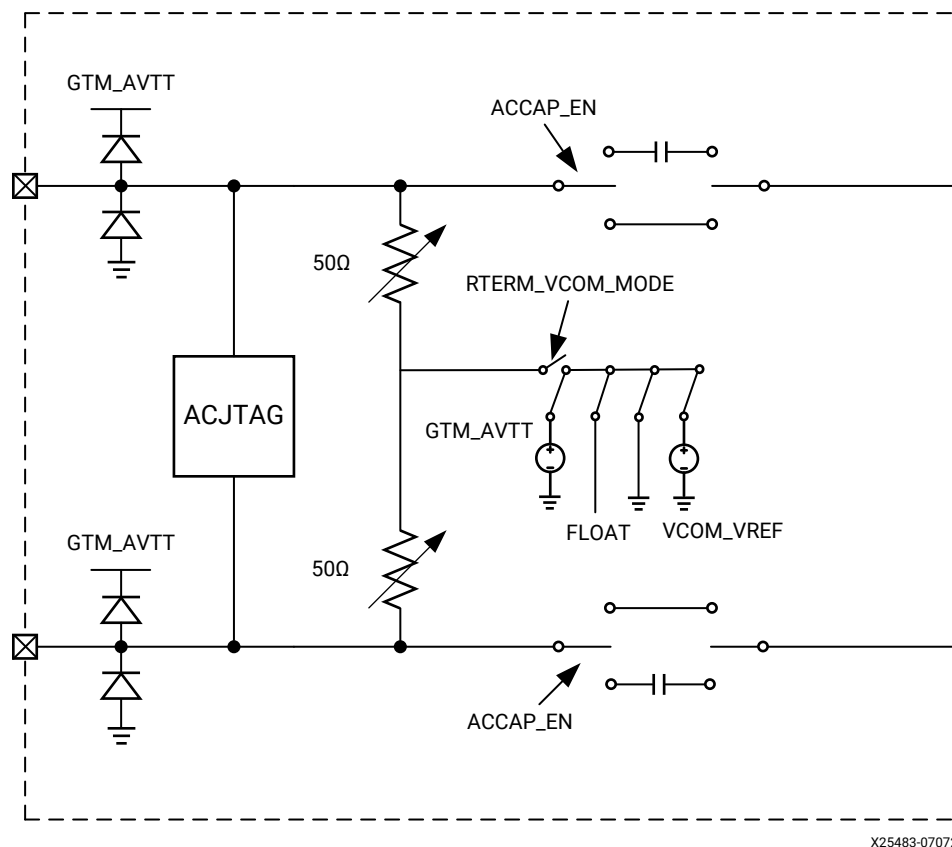 GTM_AVTT
ACCAP_EN
50Ω
RTERM_VCOM_MODE
ACJTAG
GTM_AVTT
+
-
+
-
FLOAT
VCOM_VREF
GTM_AVTT
50Ω
ACCAP_EN